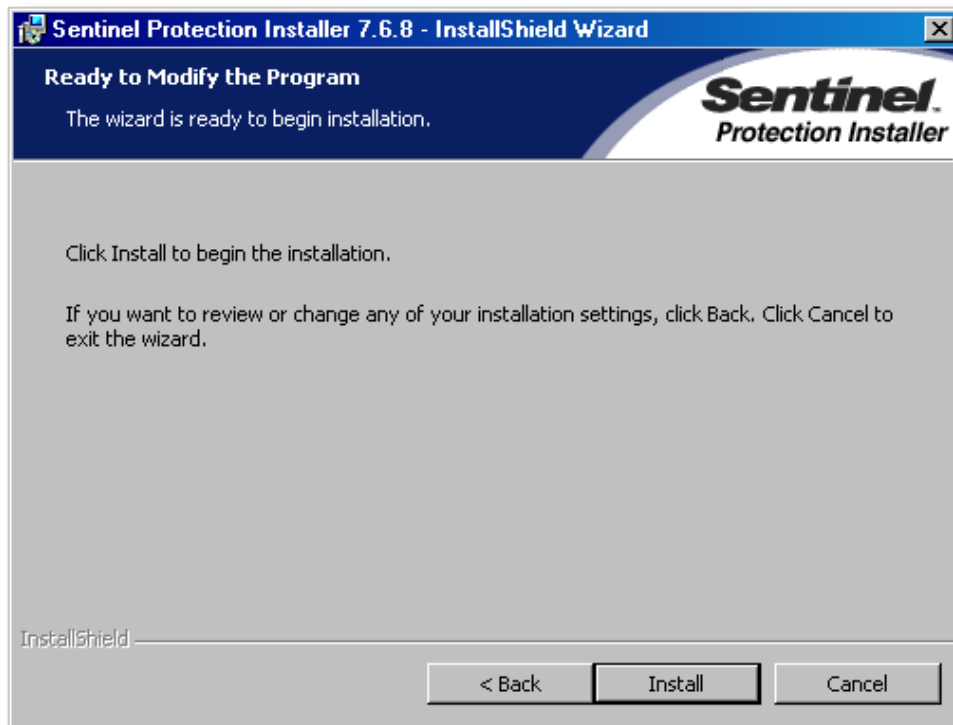 Sentinel Protection Installer 7.6.8 - InstallShield Wizard
Ready to Modify the Program
The wizard is ready to begin installation.
Sentinel.
Protection Installer
Click Install to begin the installation.
If you want to review or change any of your installation settings, click Back. Click Cancel to
exit the wizard.
InstallShield
< Back
Install
Cancel